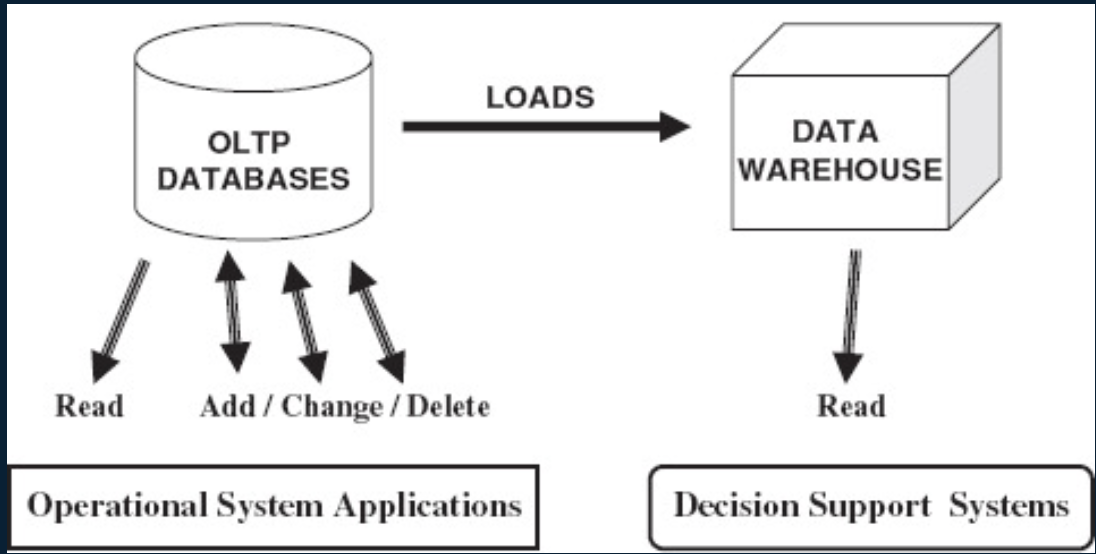 LOADS
OLTP
DATABASES
DATA
WAREHOUSE
Read
Add / Change / Delete
Read
Operational System Applications
Decision Support Systems